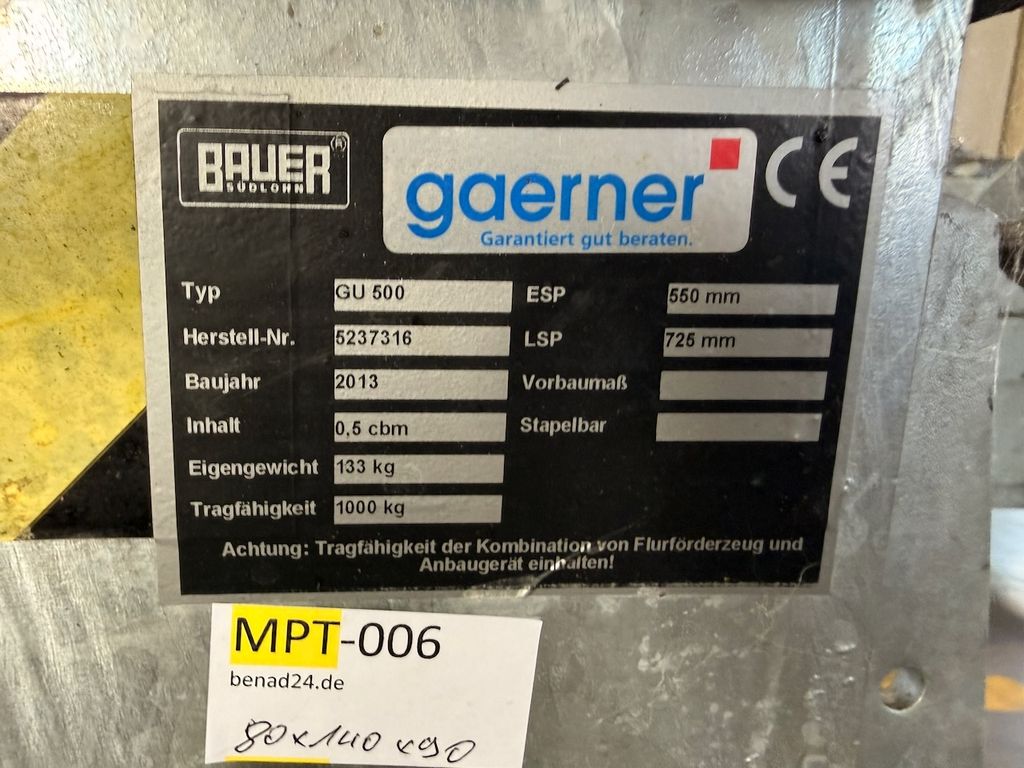 BAUER®
SÜDLOHN
gaerner
Garantiert gut beraten.
CE
Typ GU 500 ESP 550 mm
Herstell-Nr. 5237316 LSP 725 mm
Baujahr 2013 Vorbaumaß
Inhalt 0,5 cbm Stapelbar
Eigengewicht 133 kg
Tragfähigkeit 1000 kg
Achtung: Tragfähigkeit der Kombination von Flurförderzeug und
Anbaugerät einhalten!
MPT-006
benad24.de
80x140x90